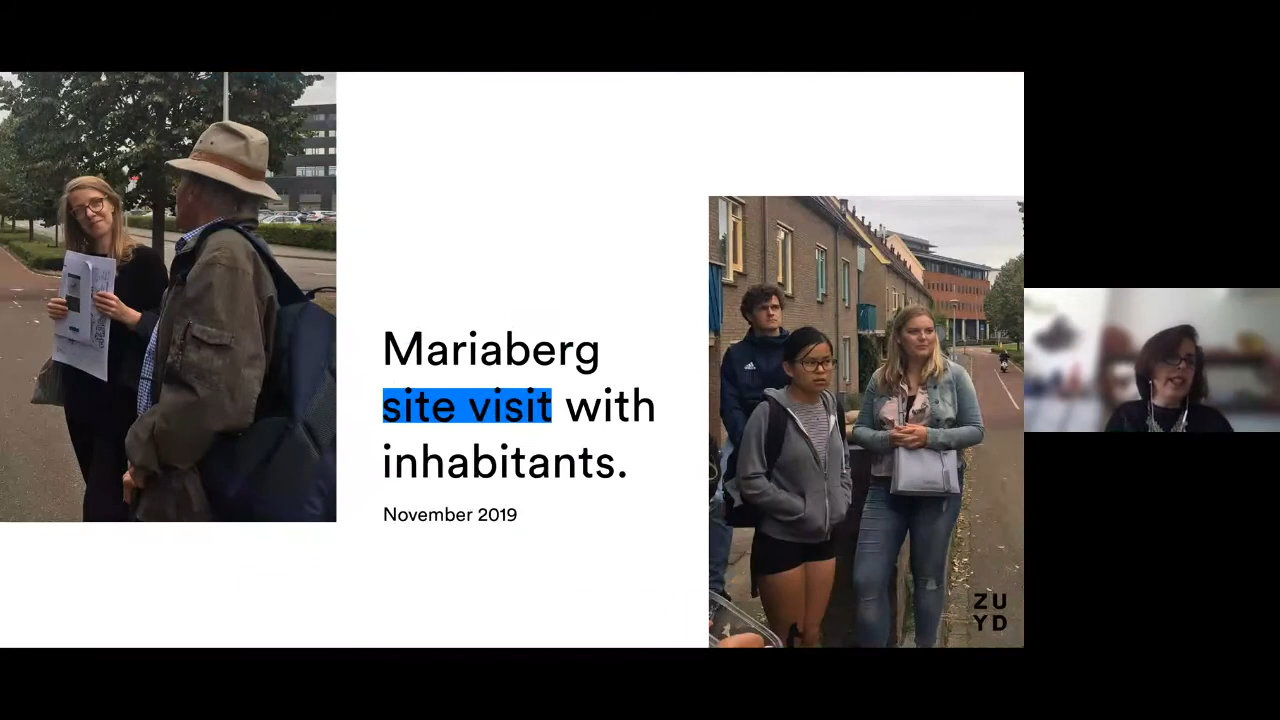 Mariaberg
site visit with
inhabitants.
November 2019
ZU
YD